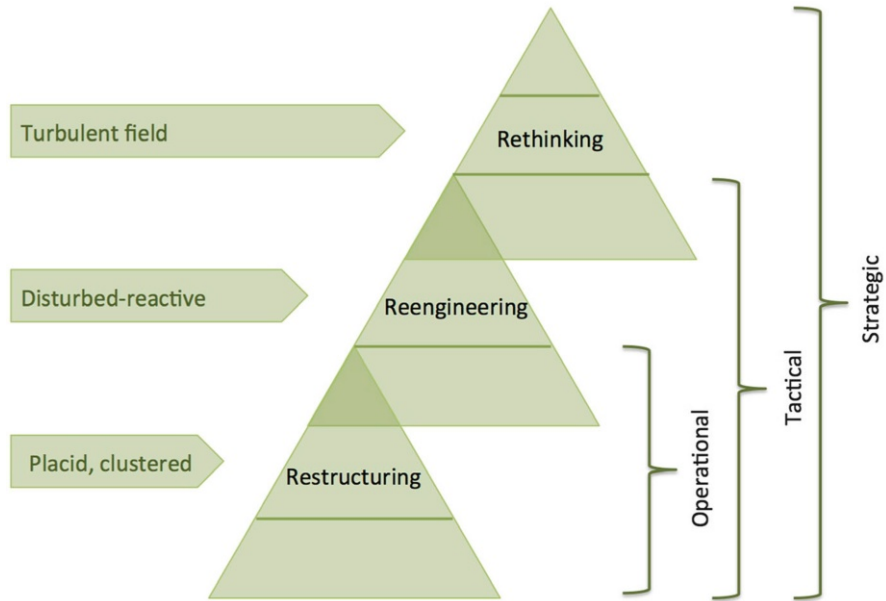 Turbulent field
Rethinking
Disturbed-reactive
Reengineering
Placid, clustered
Restructuring
Operational
Tactical
Strategic